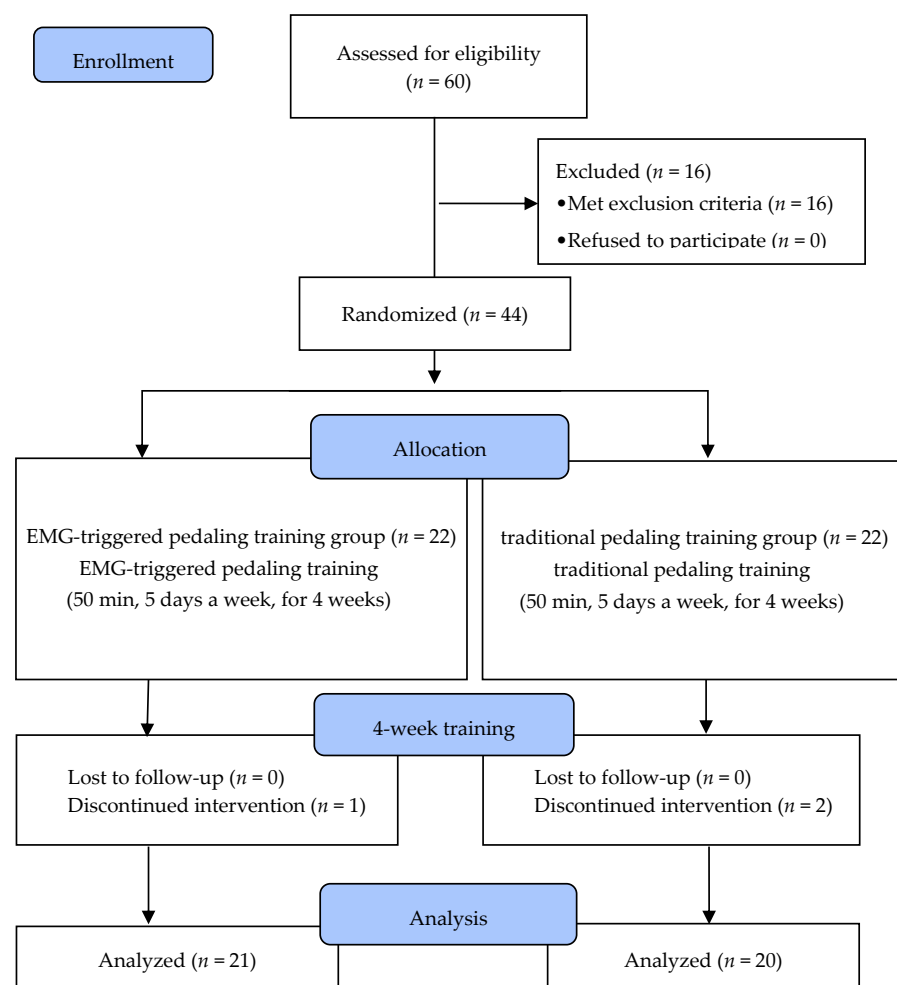 Enrollment
Assessed for eligibility
(n = 60)
Excluded (n = 16)
•Met exclusion criteria (n = 16)
•Refused to participate (n = 0)
Randomized (n = 44)
Allocation
EMG-triggered pedaling training group (n = 22)
EMG-triggered pedaling training
(50 min, 5 days a week, for 4 weeks)
traditional pedaling training group (n = 22)
traditional pedaling training
(50 min, 5 days a week, for 4 weeks)
4-week training
Lost to follow-up (n = 0)
Discontinued intervention (n = 1)
Lost to follow-up (n = 0)
Discontinued intervention (n = 2)
Analysis
Analyzed (n = 21)
Analyzed (n = 20)